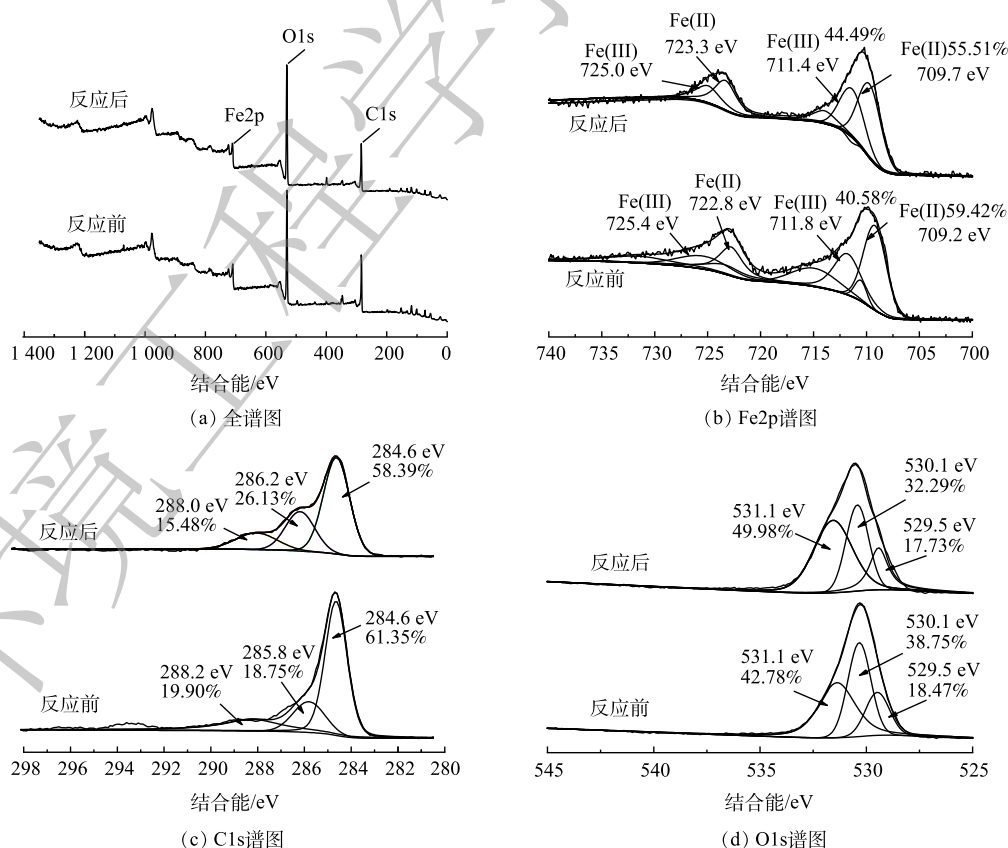 O1s
反应后
Fe2p
C1s
反应前
1 400 1 200 1 000 800 600 400 200 0
结合能/eV
(a) 全谱图
Fe(II)
723.3 eV
Fe(III)
725.0 eV
Fe(III)
711.4 eV
44.49%
Fe(II)55.51%
709.7 eV
反应后
Fe(II)
722.8 eV
Fe(III)
725.4 eV
Fe(III)
711.8 eV
40.58%
Fe(II)59.42%
709.2 eV
反应前
740 735 730 725 720 715 710 705 700
结合能/eV
(b) Fe2p谱图
284.6 eV
58.39%
286.2 eV
26.13%
288.0 eV
15.48%
反应后
284.6 eV
61.35%
285.8 eV
18.75%
288.2 eV
19.90%
反应前
298 296 294 292 290 288 286 284 282 280
结合能/eV
(c) C1s谱图
530.1 eV
32.29%
531.1 eV
49.98%
529.5 eV
17.73%
反应后
530.1 eV
38.75%
531.1 eV
42.78%
529.5 eV
18.47%
反应前
545 540 535 530 525
结合能/eV
(d) O1s谱图
境工程学